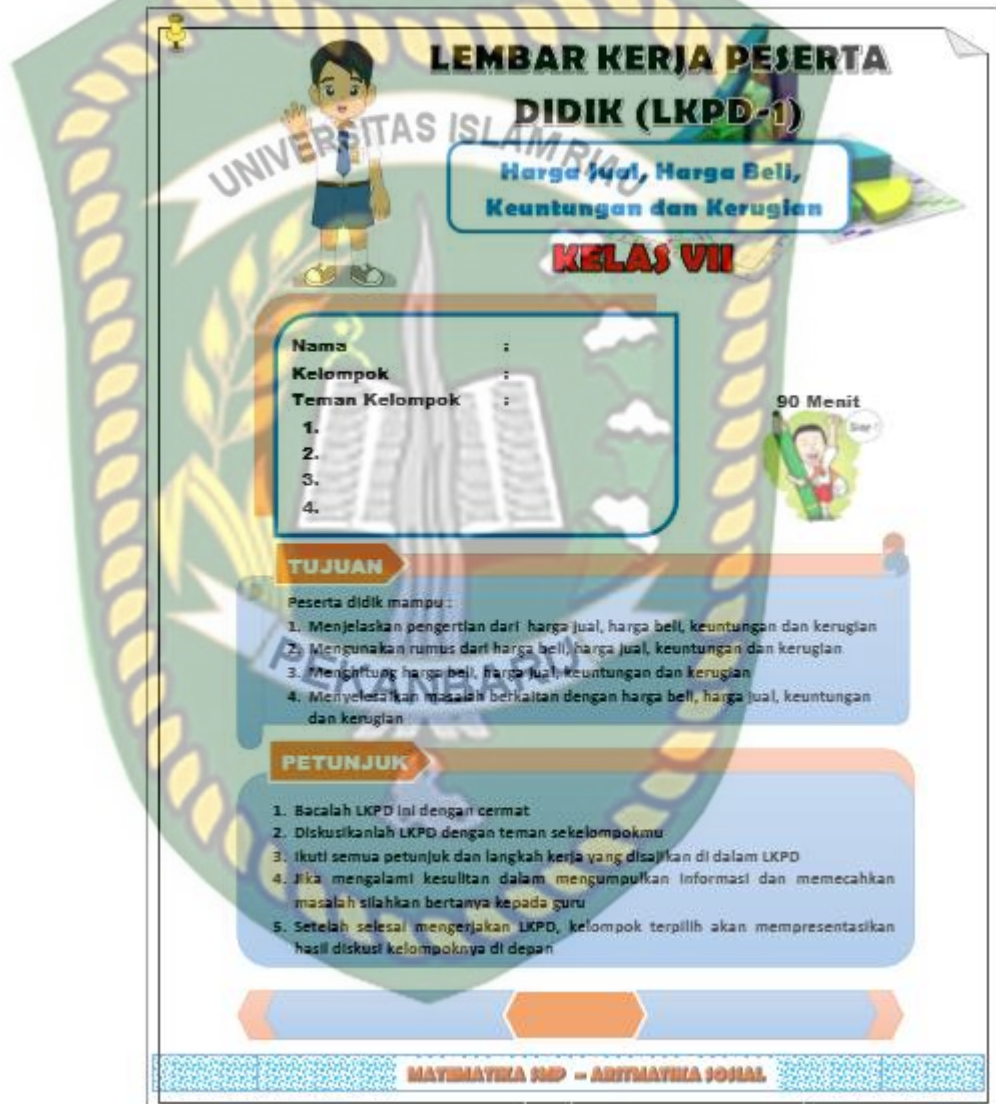 LEMBAR KERJA PESERTA
DIDIK (LKPD-1)
UNIVERSITAS ISLAM RIAU
Harga Jual, Harga Beli,
Keuntungan dan Kerugian
KELAS VII
Nama :
Kelompok :
Teman Kelompok :
1.
2.
3.
4.
90 Menit
TUJUAN
Peserta didik mampu :
1. Menjelaskan pengertian dari harga jual, harga beli, keuntungan dan kerugian
2. Mengunakan rumus dari harga beli, harga jual, keuntungan dan kerugian
3. Menghitung harga beli, harga jual, keuntungan dan kerugian
4. Menyelesaikan masalah berkaitan dengan harga beli, harga jual, keuntungan
dan kerugian
PEKANBARU
PETUNJUK
1. Bacalah LKPD ini dengan cermat
2. Diskusikanlah LKPD dengan teman sekelompokmu
3. Ikuti semua petunjuk dan langkah kerja yang disajikan di dalam LKPD
4. Jika mengalami kesulitan dalam mengumpulkan informasi dan memecahkan
masalah silahkan bertanya kepada guru
5. Setelah selesai mengerjakan LKPD, kelompok terpilih akan mempresentasikan
hasil diskusi kelompoknya di depan
MATEMATIKA SMP – ARITMATIKA SOSIAL